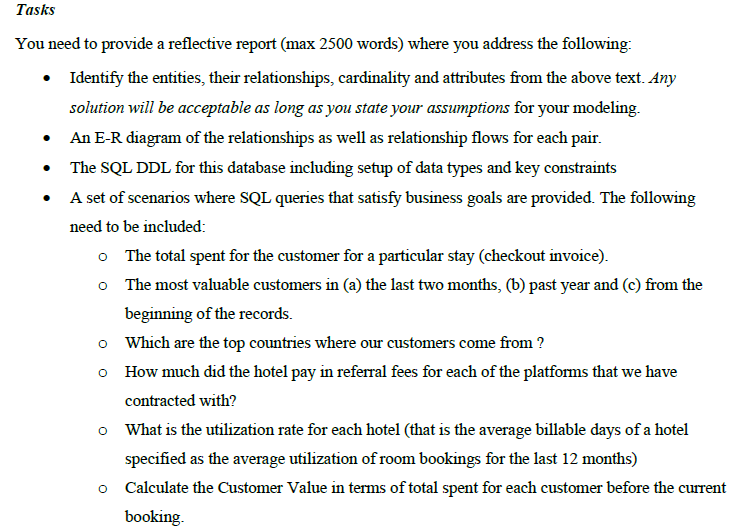 Tasks
You need to provide a reflective report (max 2500 words) where you address the following:
• Identify the entities, their relationships, cardinality and attributes from the above text. Any
solution will be acceptable as long as you state your assumptions for your modeling.
• An E-R diagram of the relationships as well as relationship flows for each pair.
• The SQL DDL for this database including setup of data types and key constraints
• A set of scenarios where SQL queries that satisfy business goals are provided. The following
need to be included:
o The total spent for the customer for a particular stay (checkout invoice).
o The most valuable customers in (a) the last two months, (b) past year and (c) from the
beginning of the records.
o Which are the top countries where our customers come from ?
o How much did the hotel pay in referral fees for each of the platforms that we have
contracted with?
o What is the utilization rate for each hotel (that is the average billable days of a hotel
specified as the average utilization of room bookings for the last 12 months)
o Calculate the Customer Value in terms of total spent for each customer before the current
booking.